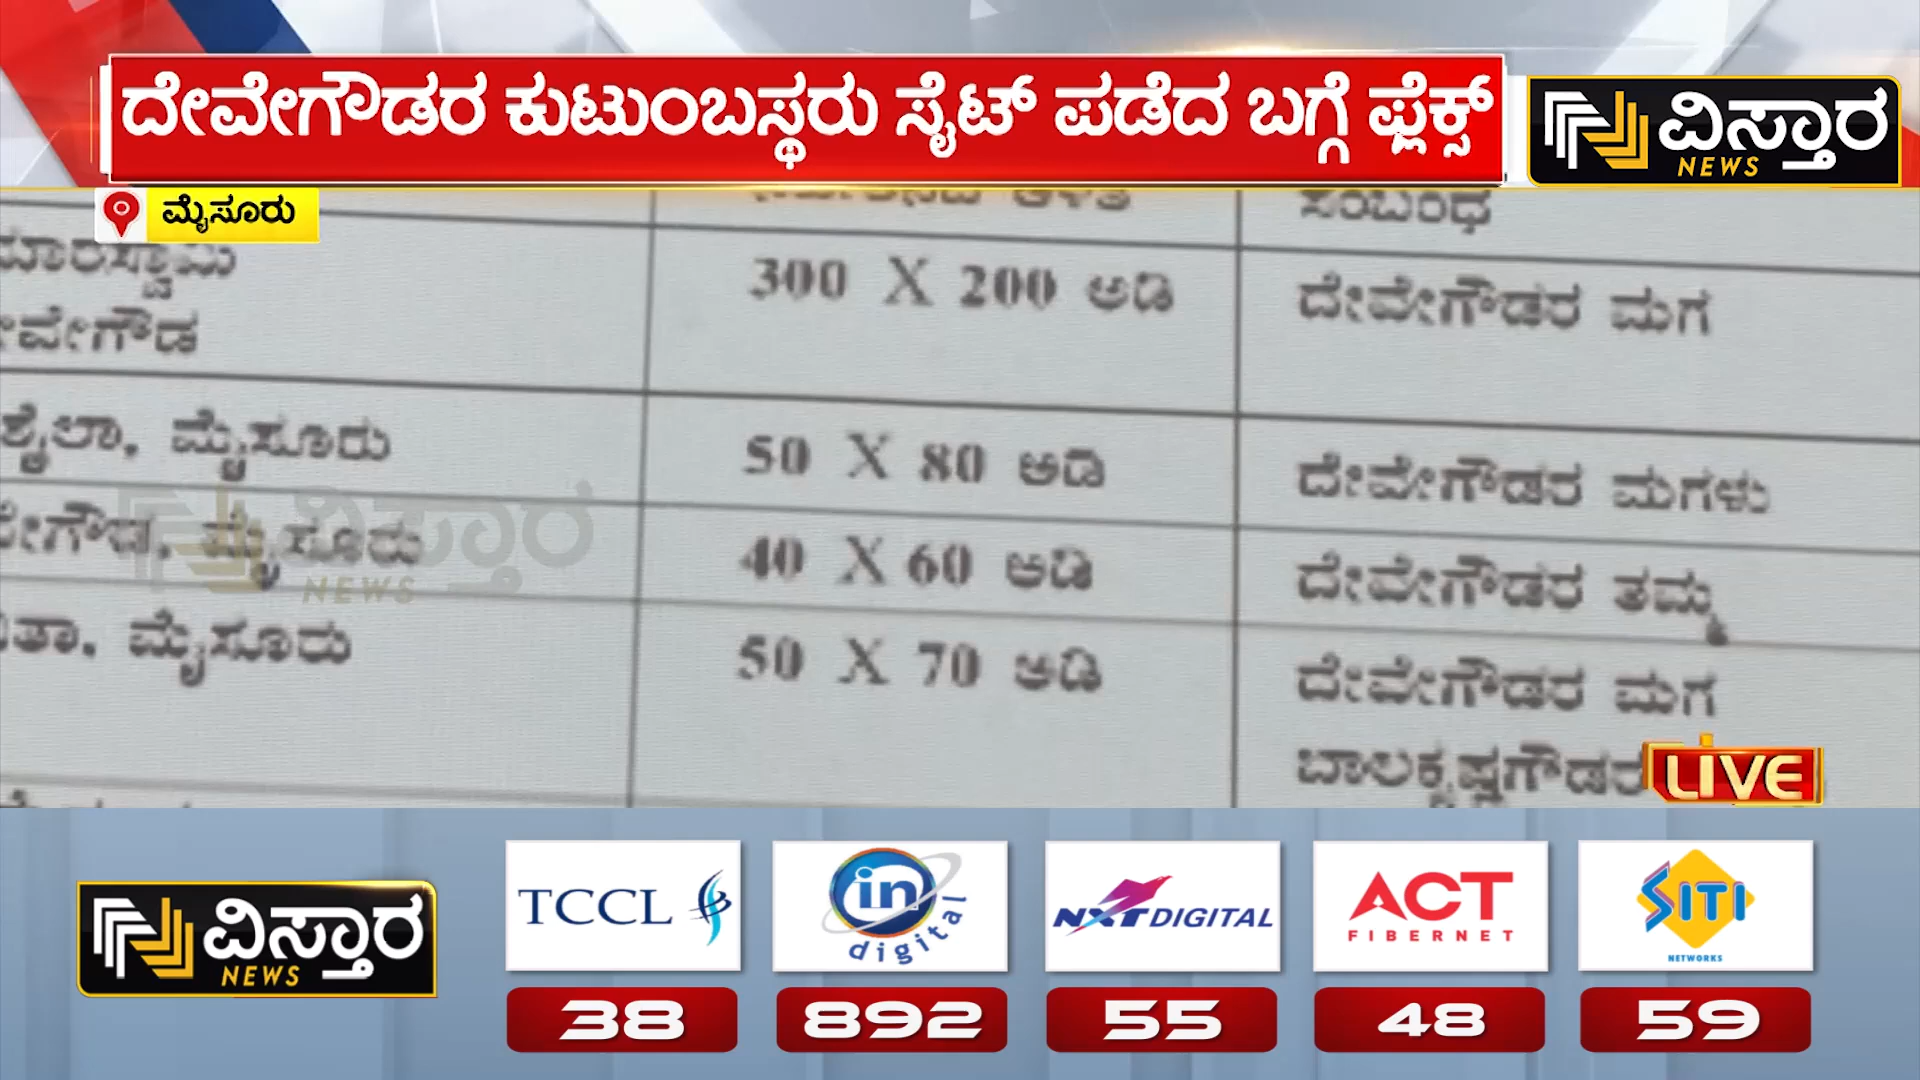 ದೇವೇಗೌಡರ ಕುಟುಂಬಸ್ಥರು ಸೈಟ್ ಪಡೆದ ಬಗ್ಗೆ ಫ್ಲೆಕ್ಸ್
ವಿಸ್ತಾರ
NEWS
ಮೈಸೂರು
ಸಂಬಂಧ
300 X 200 ಅಡಿ ದೇವೇಗೌಡರ ಮಗ
ಮೈಸೂರು 50 X 80 ಅಡಿ ದೇವೇಗೌಡರ ಮಗಳು
ಮೈಸೂರು 40 X 60 ಅಡಿ ದೇವೇಗೌಡರ ತಮ್ಮ
ಮೈಸೂರು 50 X 70 ಅಡಿ ದೇವೇಗೌಡರ ಮಗ
ಬಾಲಕೃಷ್ಣಗೌಡರ
ವಿಸ್ತಾರ
NEWS
LIVE
ವಿಸ್ತಾರ
NEWS
TCCL
in digital
NXTDIGITAL
ACT
FIBERNET
SITI
NETWORKS
38 892 55 48 59